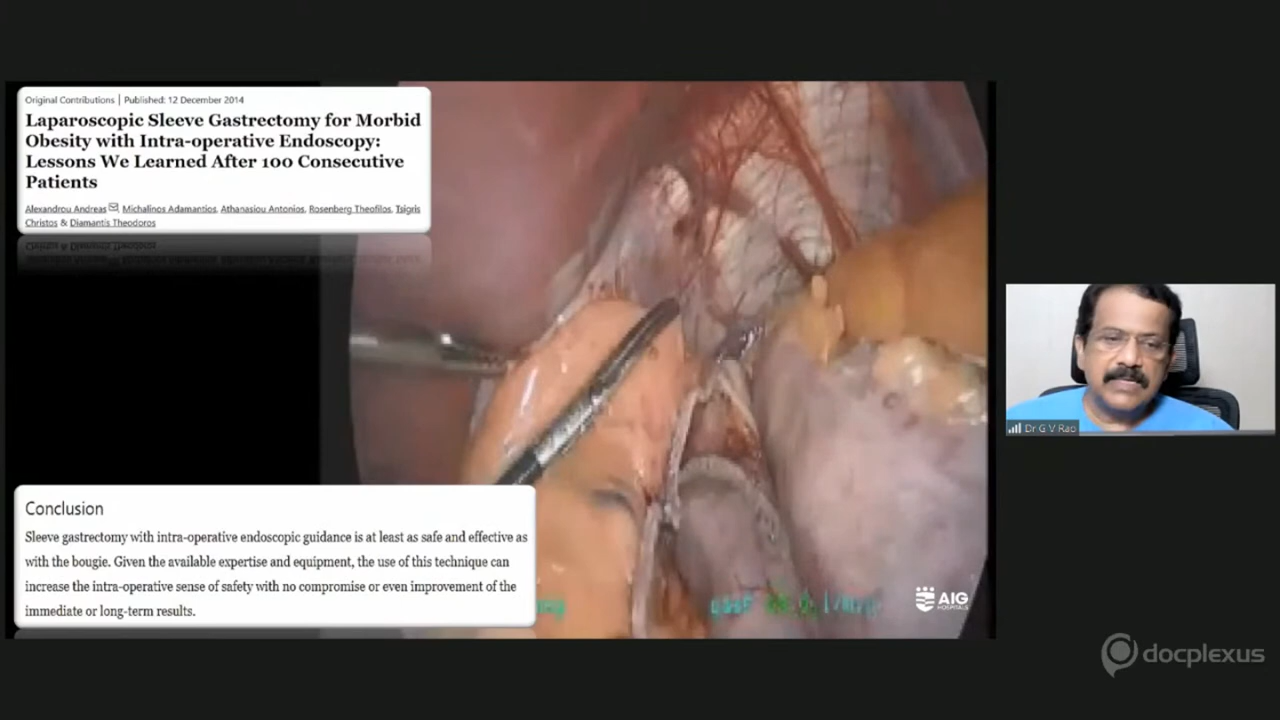 Original Contributions | Published: 12 December 2014
Laparoscopic Sleeve Gastrectomy for Morbid
Obesity with Intra-operative Endoscopy:
Lessons We Learned After 100 Consecutive
Patients
Alexandrou Andreas, Michalinos Adamantios, Athanasiou Antonios, Rosenberg Theofilos, Tsigris
Christos & Diamantis Theodoros
Conclusion
Sleeve gastrectomy with intra-operative endoscopic guidance is at least as safe and effective as
with the bougie. Given the available expertise and equipment, the use of this technique can
increase the intra-operative sense of safety with no compromise or even improvement of the
immediate or long-term results.
AIG
HOSPITALS
Dr G V Rao
docplexus